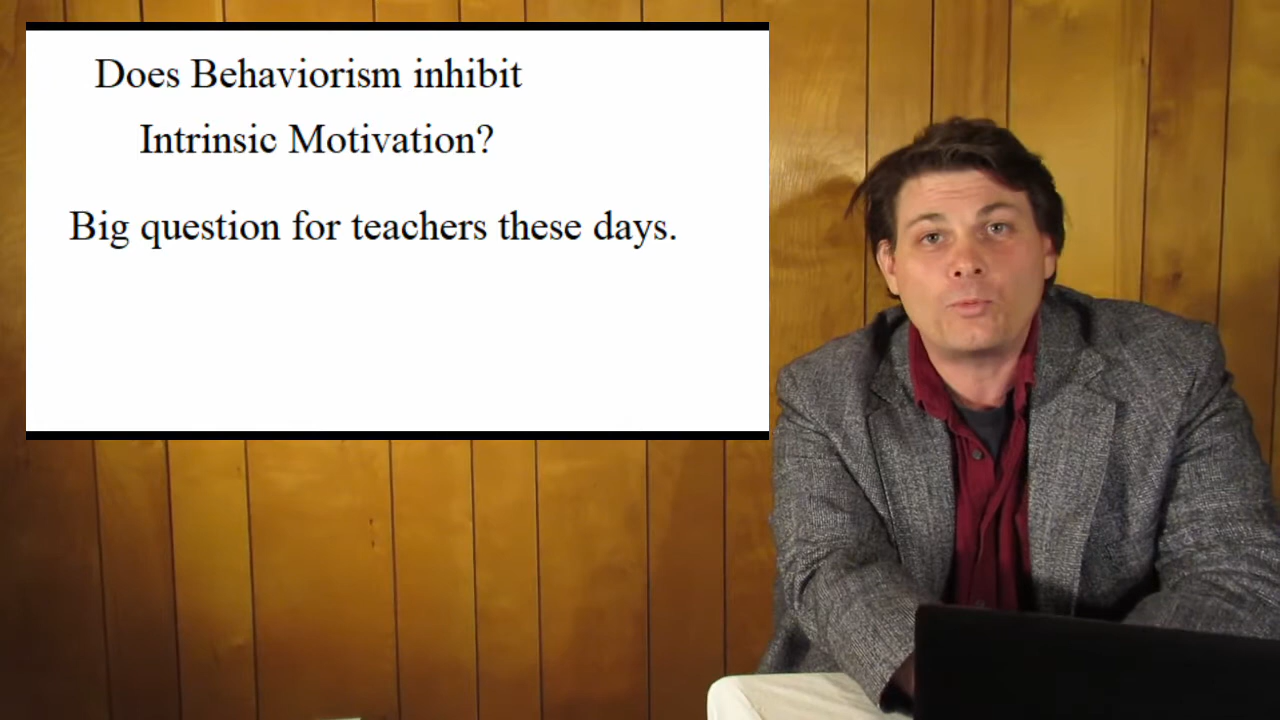 Does Behaviorism inhibit
Intrinsic Motivation?
Big question for teachers these days.